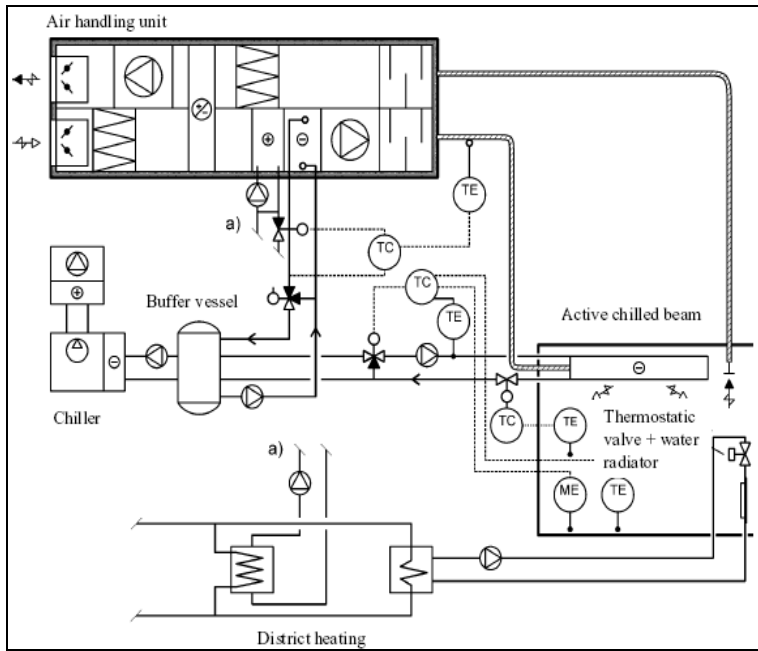 Air handling unit
TE
a)
TC
Buffer vessel
TC
TE
Active chilled beam
Chiller
TC
TE
Thermostatic
valve + water
radiator
a)
ME
TE
District heating